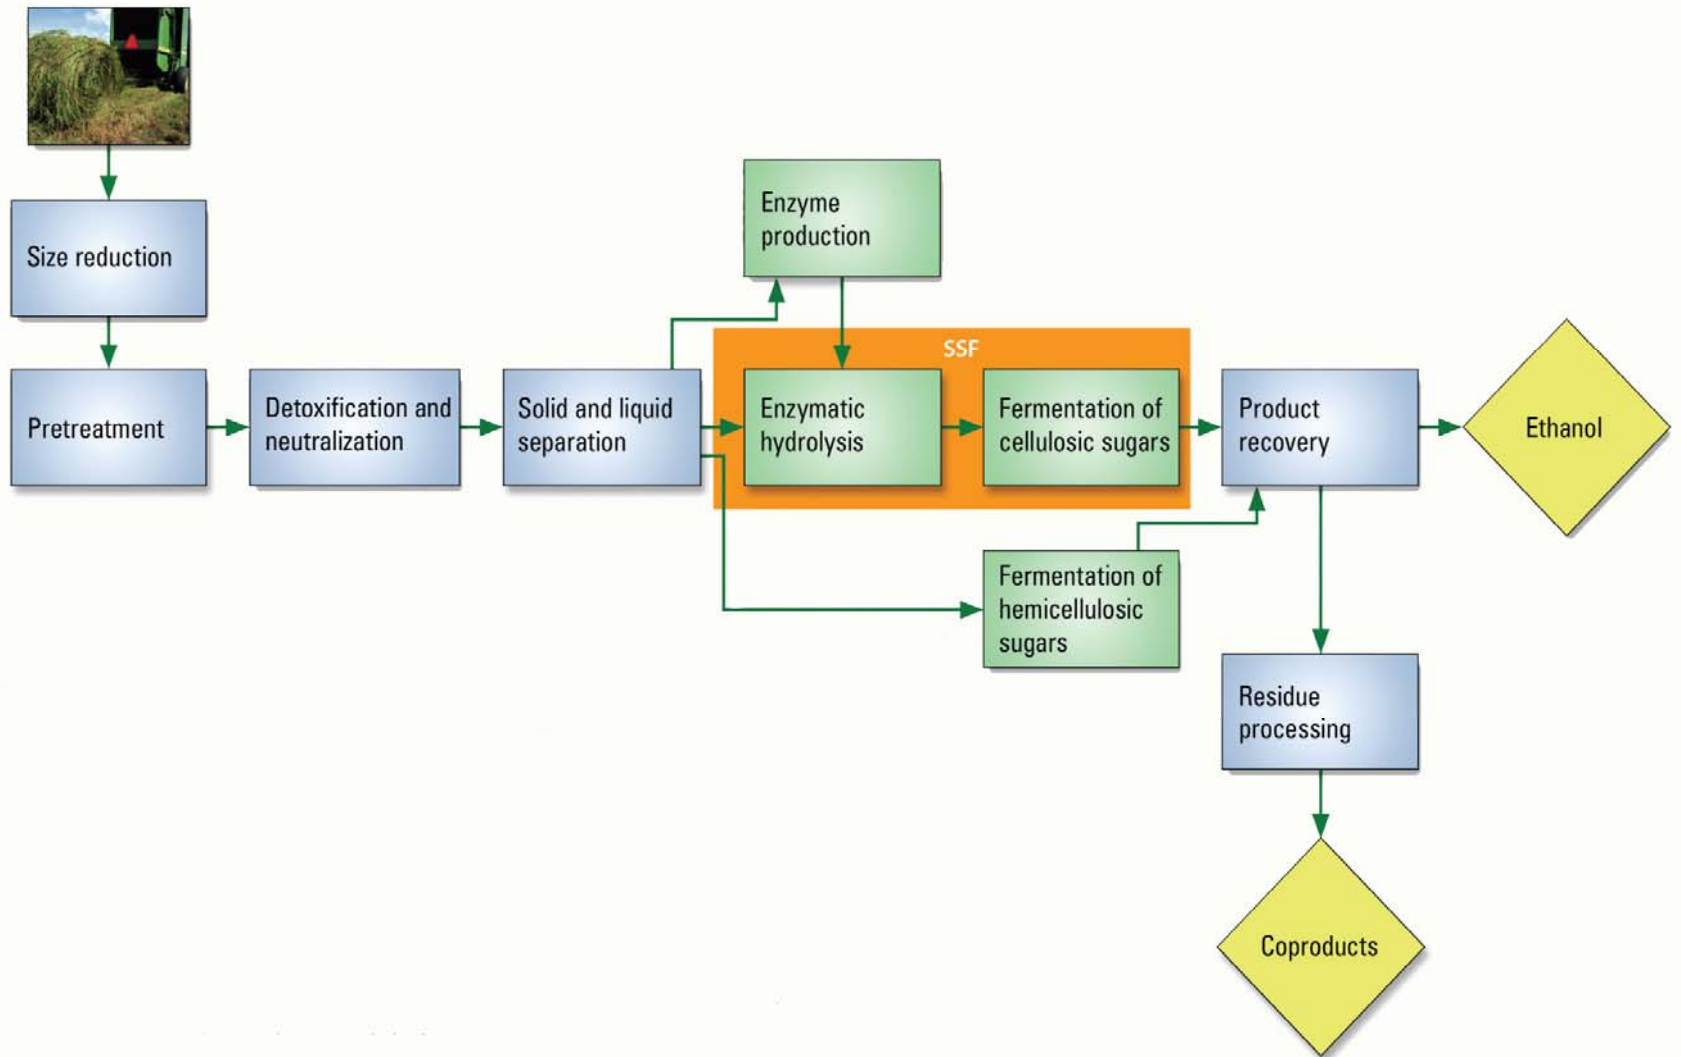 Size reduction
Pretreatment
Detoxification and
neutralization
Solid and liquid
separation
Enzyme
production
SSF
Enzymatic
hydrolysis
Fermentation of
cellulosic sugars
Fermentation of
hemicellulosic
sugars
Product
recovery
Ethanol
Residue
processing
Coproducts